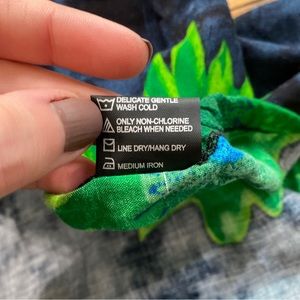 DELICATE GENTLE
WASH COLD
ONLY NON-CHLORINE
BLEACH WHEN NEEDED
LINE DRY/HANG DRY
MEDIUM IRON